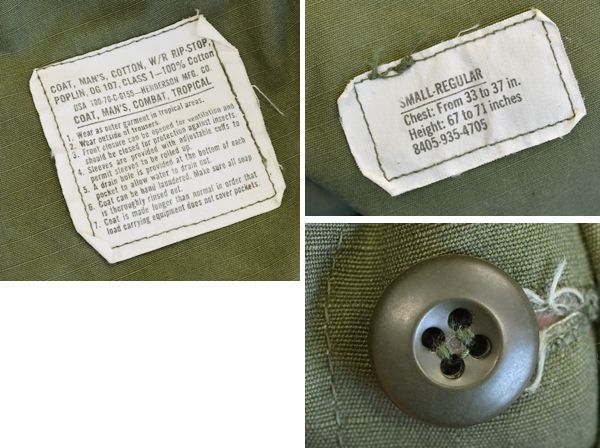 COAT, MAN'S, COTTON, W/R RIP-STOP,
POPLIN, OG 107, CLASS 1—100% Cotton
USA 100-70-C-0155—HENDERSON MFG. CO.
COAT, MAN'S, COMBAT, TROPICAL
1. Wear as outer garment in tropical areas.
2. Wear outside of trousers.
3. Front closure can be opened for ventilation and
should be closed for protection against insects.
4. Sleeves are provided with adjustable cuffs to
permit sleeves to be rolled up.
5. A drain hole is provided at the bottom of each
pocket to allow water to drain out.
6. Coat can be hand laundered. Make sure all soap
is thoroughly rinsed out.
7. Coat is made longer than normal in order that
load carrying equipment does not cover pockets.
SMALL-REGULAR
Chest: From 33 to 37 in.
Height: 67 to 71 inches
8405-935-4705